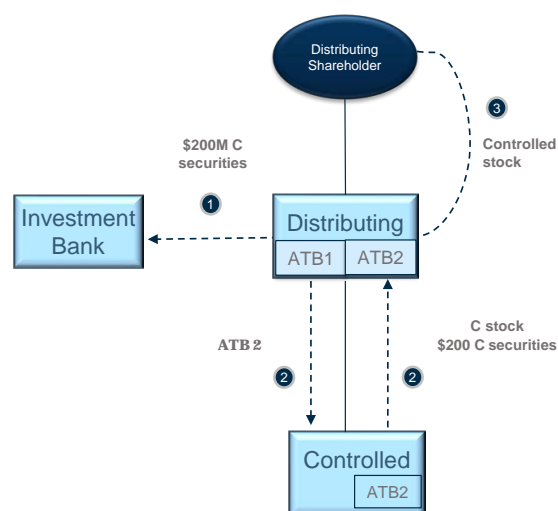 Distributing
Shareholder
3
Controlled
stock
$200M C
securities
1
Investment
Bank
Distributing
ATB1
ATB2
ATB 2
2
C stock
$200 C securities
2
Controlled
ATB2